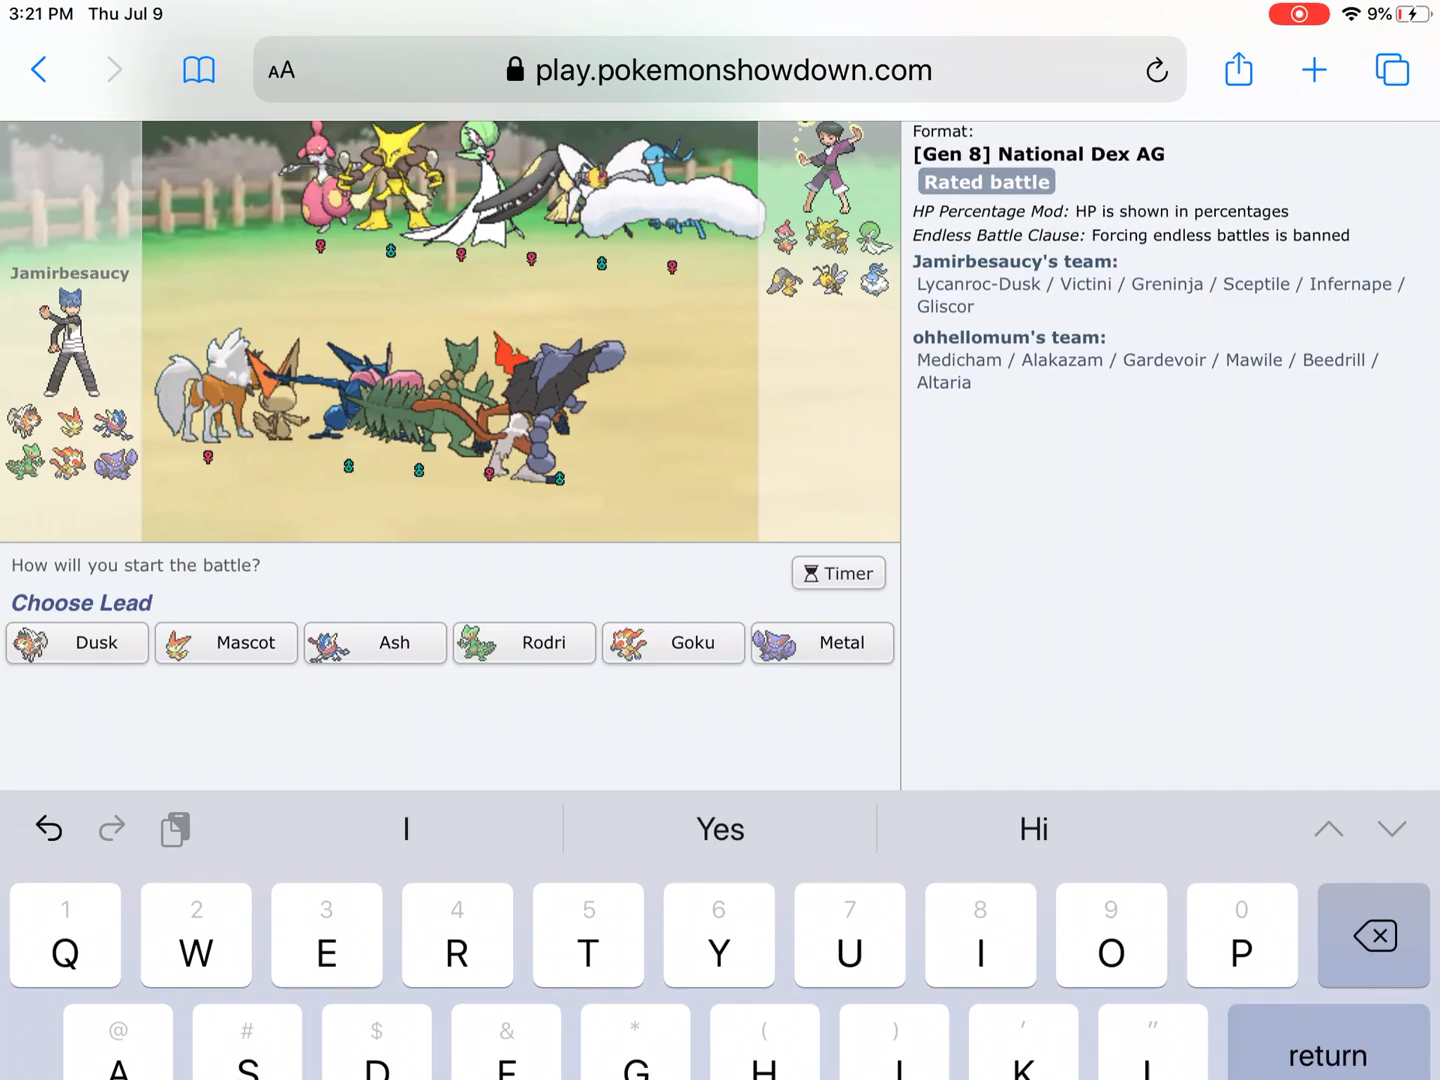 3:21 PM Thu Jul 9
9%
AA play.pokemonshowdown.com
Jamirbesaucy
Format:
[Gen 8] National Dex AG
Rated battle
HP Percentage Mod: HP is shown in percentages
Endless Battle Clause: Forcing endless battles is banned
Jamirbesaucy's team:
Lycanroc-Dusk / Victini / Greninja / Sceptile / Infernape /
Gliscor
ohhellomum's team:
Medicham / Alakazam / Gardevoir / Mawile / Beedrill /
Altaria
How will you start the battle?
Timer
Choose Lead
Dusk Mascot Ash Rodri Goku Metal
I Yes Hi
1 2 3 4 5 6 7 8 9 0
Q W E R T Y U I O P
@ # $ & * ( ) ' "
A S D F G H J K L
return